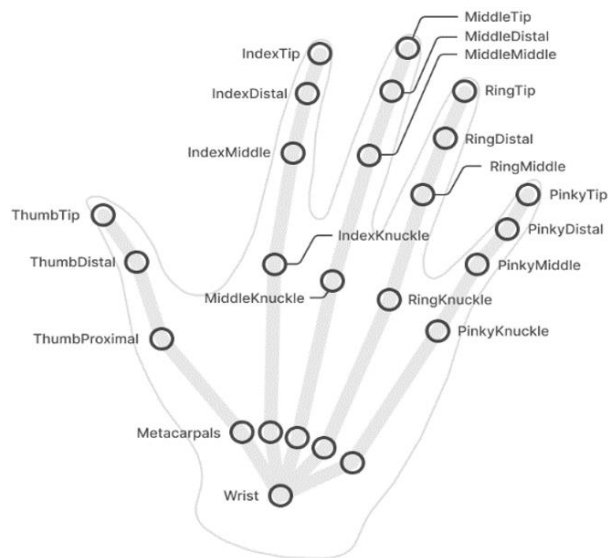 MiddleTip
MiddleDistal
IndexTip
MiddleMiddle
IndexDistal
RingTip
RingDistal
IndexMiddle
RingMiddle
PinkyTip
ThumbTip
PinkyDistal
IndexKnuckle
ThumbDistal
PinkyMiddle
MiddleKnuckle
RingKnuckle
PinkyKnuckle
ThumbProximal
Metacarpals
Wrist